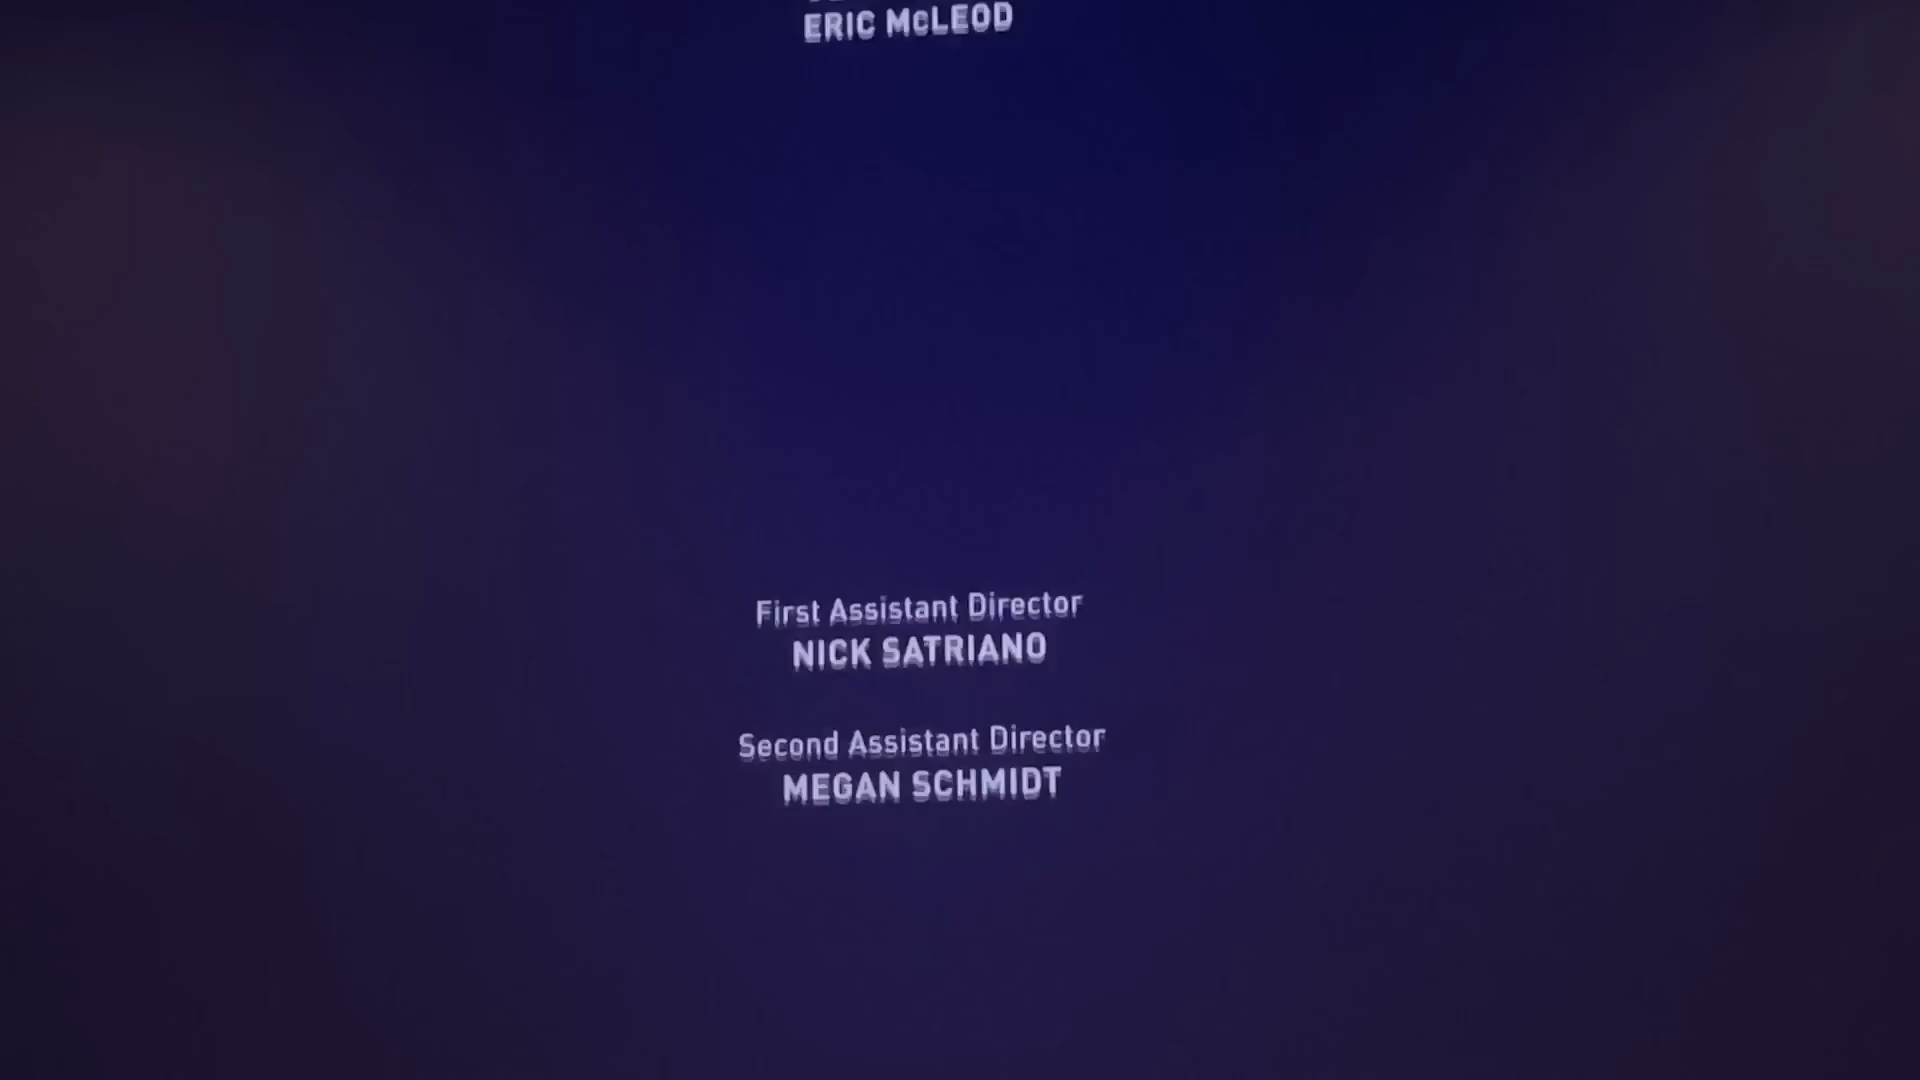 ERIC McLEOD
First Assistant Director
NICK SATRIANO
Second Assistant Director
MEGAN SCHMIDT